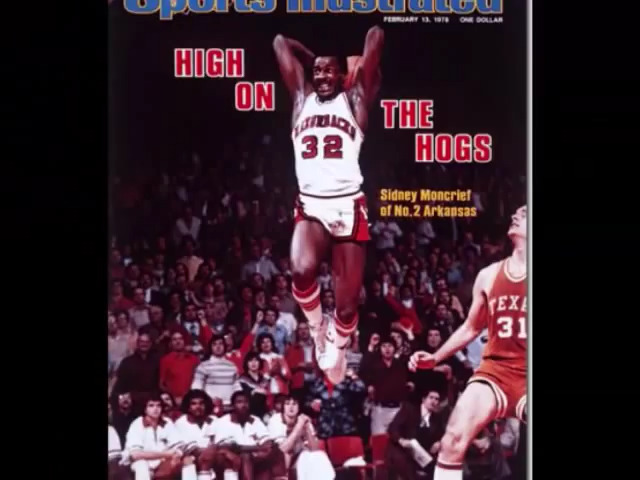 Sports Illustrated
FEBRUARY 13, 1978 ONE DOLLAR
HIGH
ON
THE
HOGS
RAZORBACKS
32
Sidney Moncrief
of No. 2 Arkansas
TEXA
31